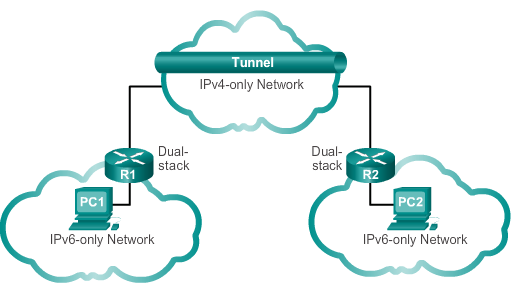 Tunnel
IPv4-only Network
Dual-
stack
R1
Dual-
stack
R2
PC1
IPv6-only Network
PC2
IPv6-only Network